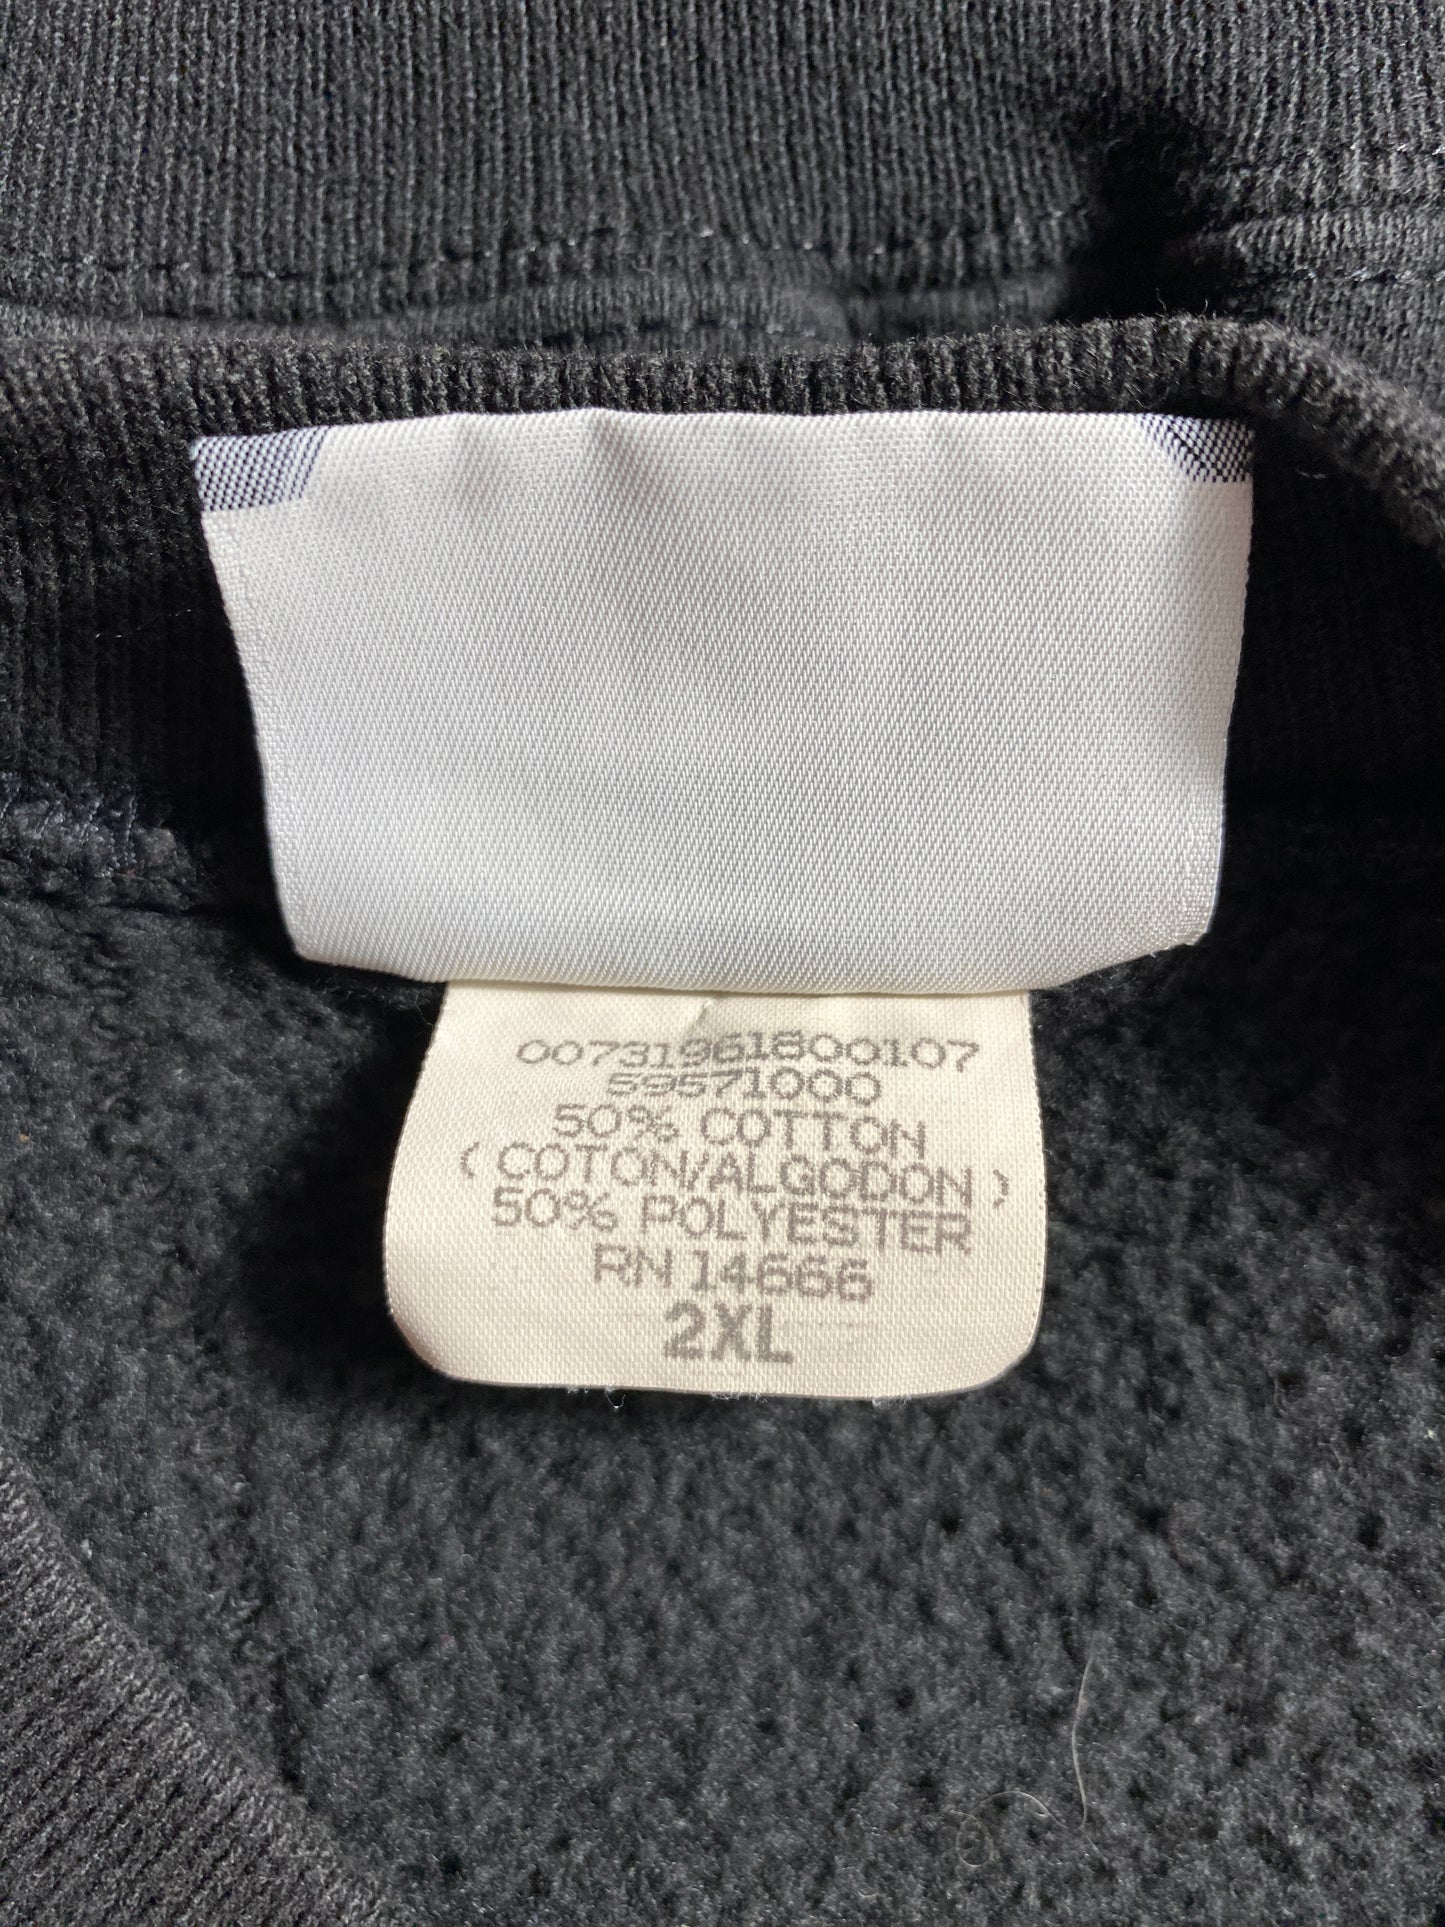 00731961800107
59571000
50% COTTON
( COTON/ALGODON )
50% POLYESTER
RN 14666
2XL